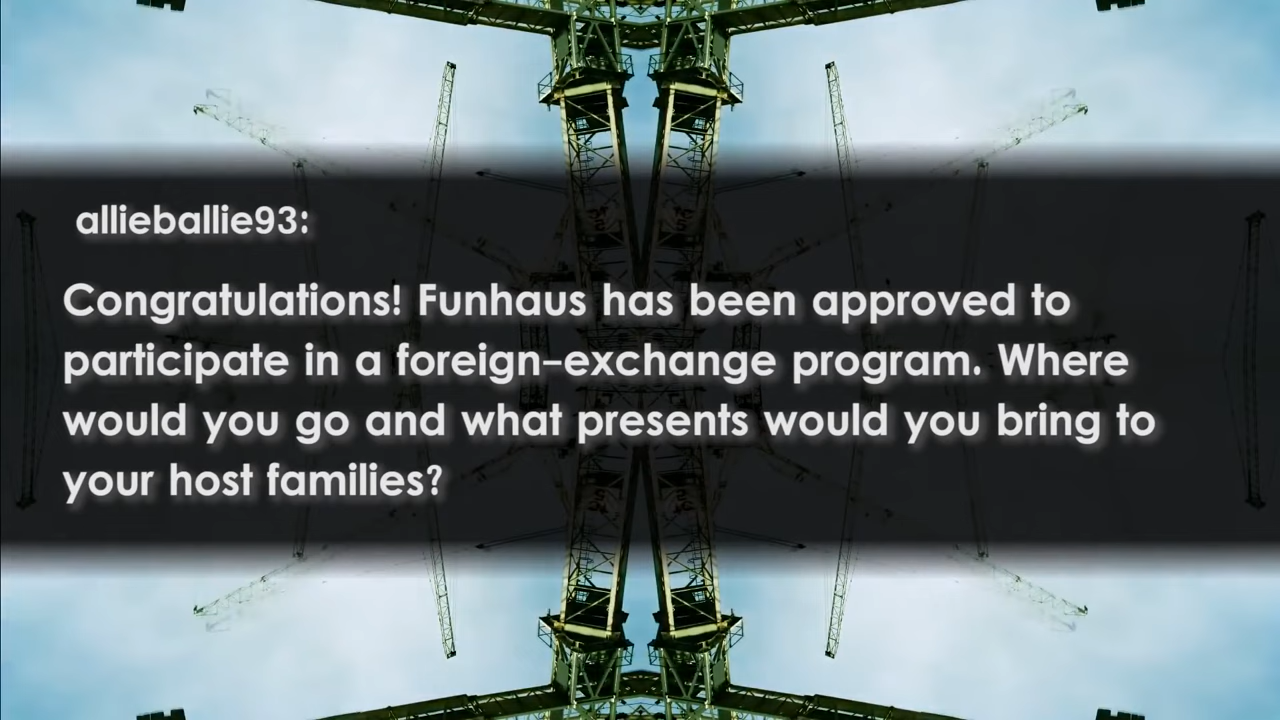 allieballie93:
Congratulations! Funhaus has been approved to
participate in a foreign-exchange program. Where
would you go and what presents would you bring to
your host families?